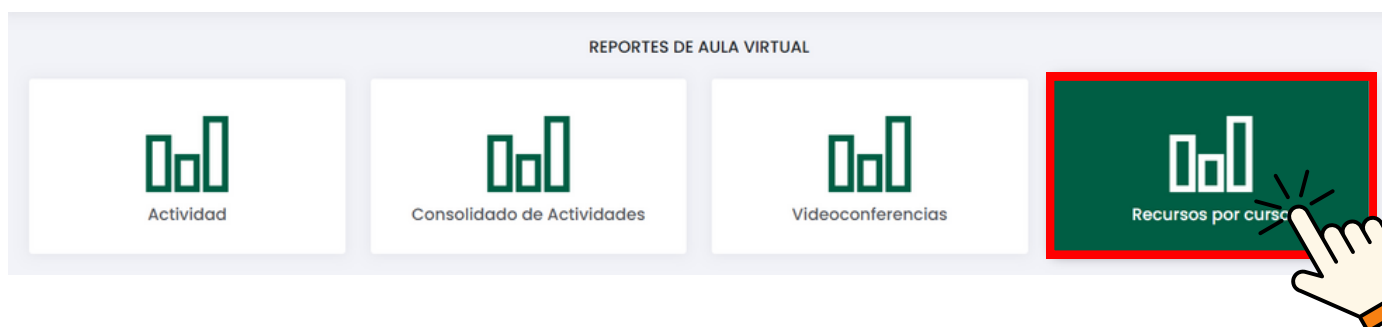 REPORTES DE AULA VIRTUAL
Actividad
Consolidado de Actividades
Videoconferencias
Recursos por curso